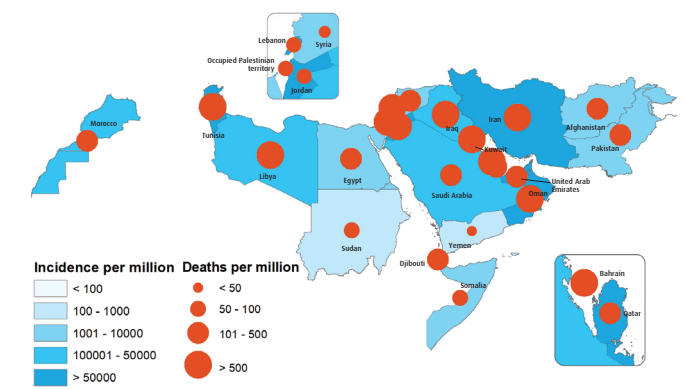 Lebanon
Syria
Occupied Palestinian
territory
Jordan
Morocco
Tunisia
Libya
Egypt
Iraq
Iran
Kuwait
Afghanistan
Pakistan
Saudi Arabia
United Arab
Emirates
Oman
Sudan
Yemen
Djibouti
Somalia
Bahrain
Qatar
Incidence per million
< 100
100 - 1000
1001 - 10000
100001 - 50000
> 50000
Deaths per million
< 50
50 - 100
101 - 500
> 500